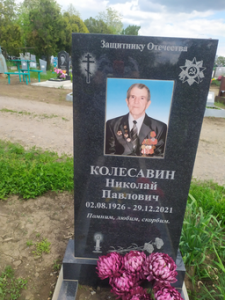 Защитнику Отечества
КОЛЕСАВИН
Николай
Павлович
02.08.1926 - 29.12.2021
Помним, любим, скорбим.